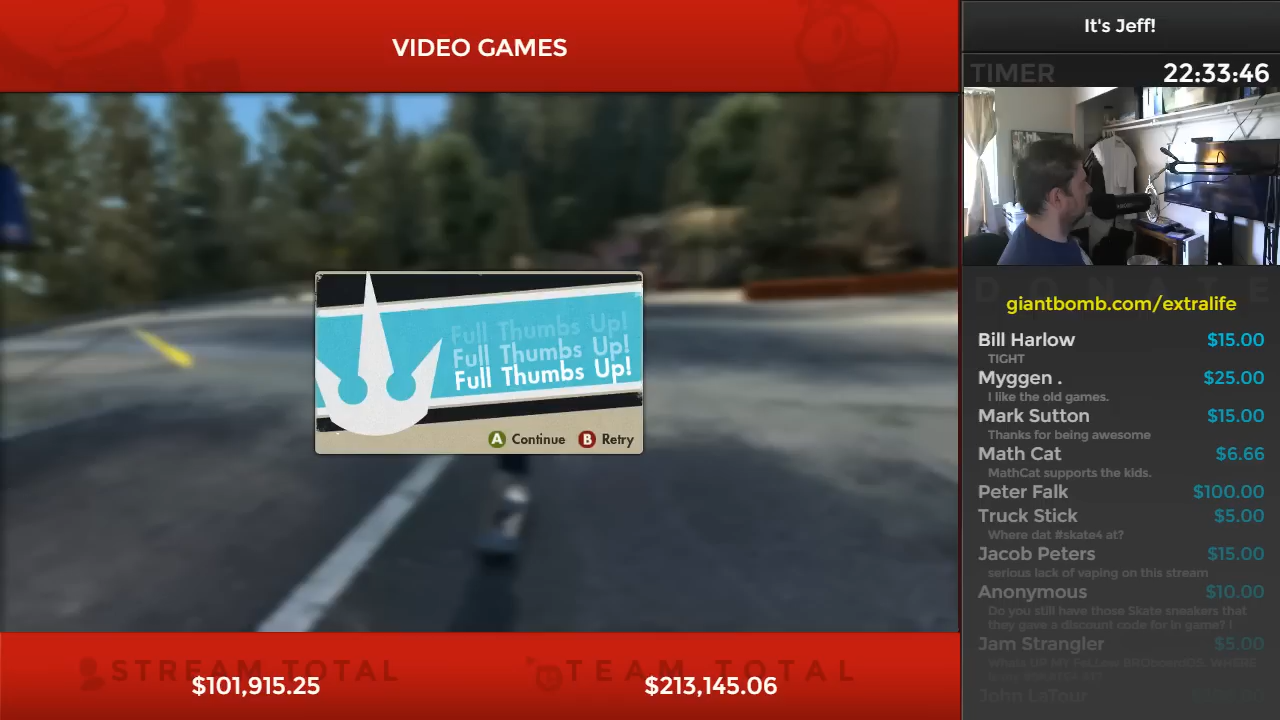 VIDEO GAMES
It's Jeff!
TIMER
22:33:46
Full Thumbs Up!
Full Thumbs Up!
Full Thumbs Up!
A Continue B Retry
DONATE
giantbomb.com/extralife
Bill Harlow $15.00
TIGHT
Myggen . $25.00
I like the old games.
Mark Sutton $15.00
Thanks for being awesome
Math Cat $6.66
MathCat supports the kids.
Peter Falk $100.00
Truck Stick $5.00
Where dat #skate4 at?
Jacob Peters $15.00
serious lack of vaping on this stream
Anonymous $10.00
Do you still have those Skate sneakers that
they gave a discount code for in game? I
Jam Strangler $5.00
John LaTour
STREAM TOTAL
$101,915.25
TEAM TOTAL
$213,145.06